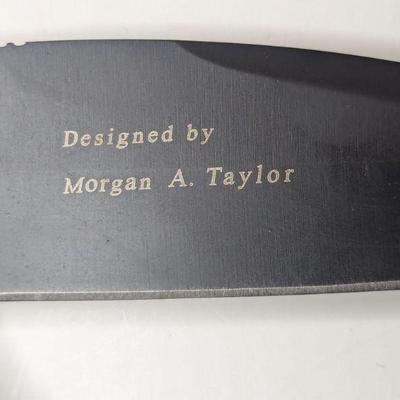 Designed by
Morgan A. Taylor